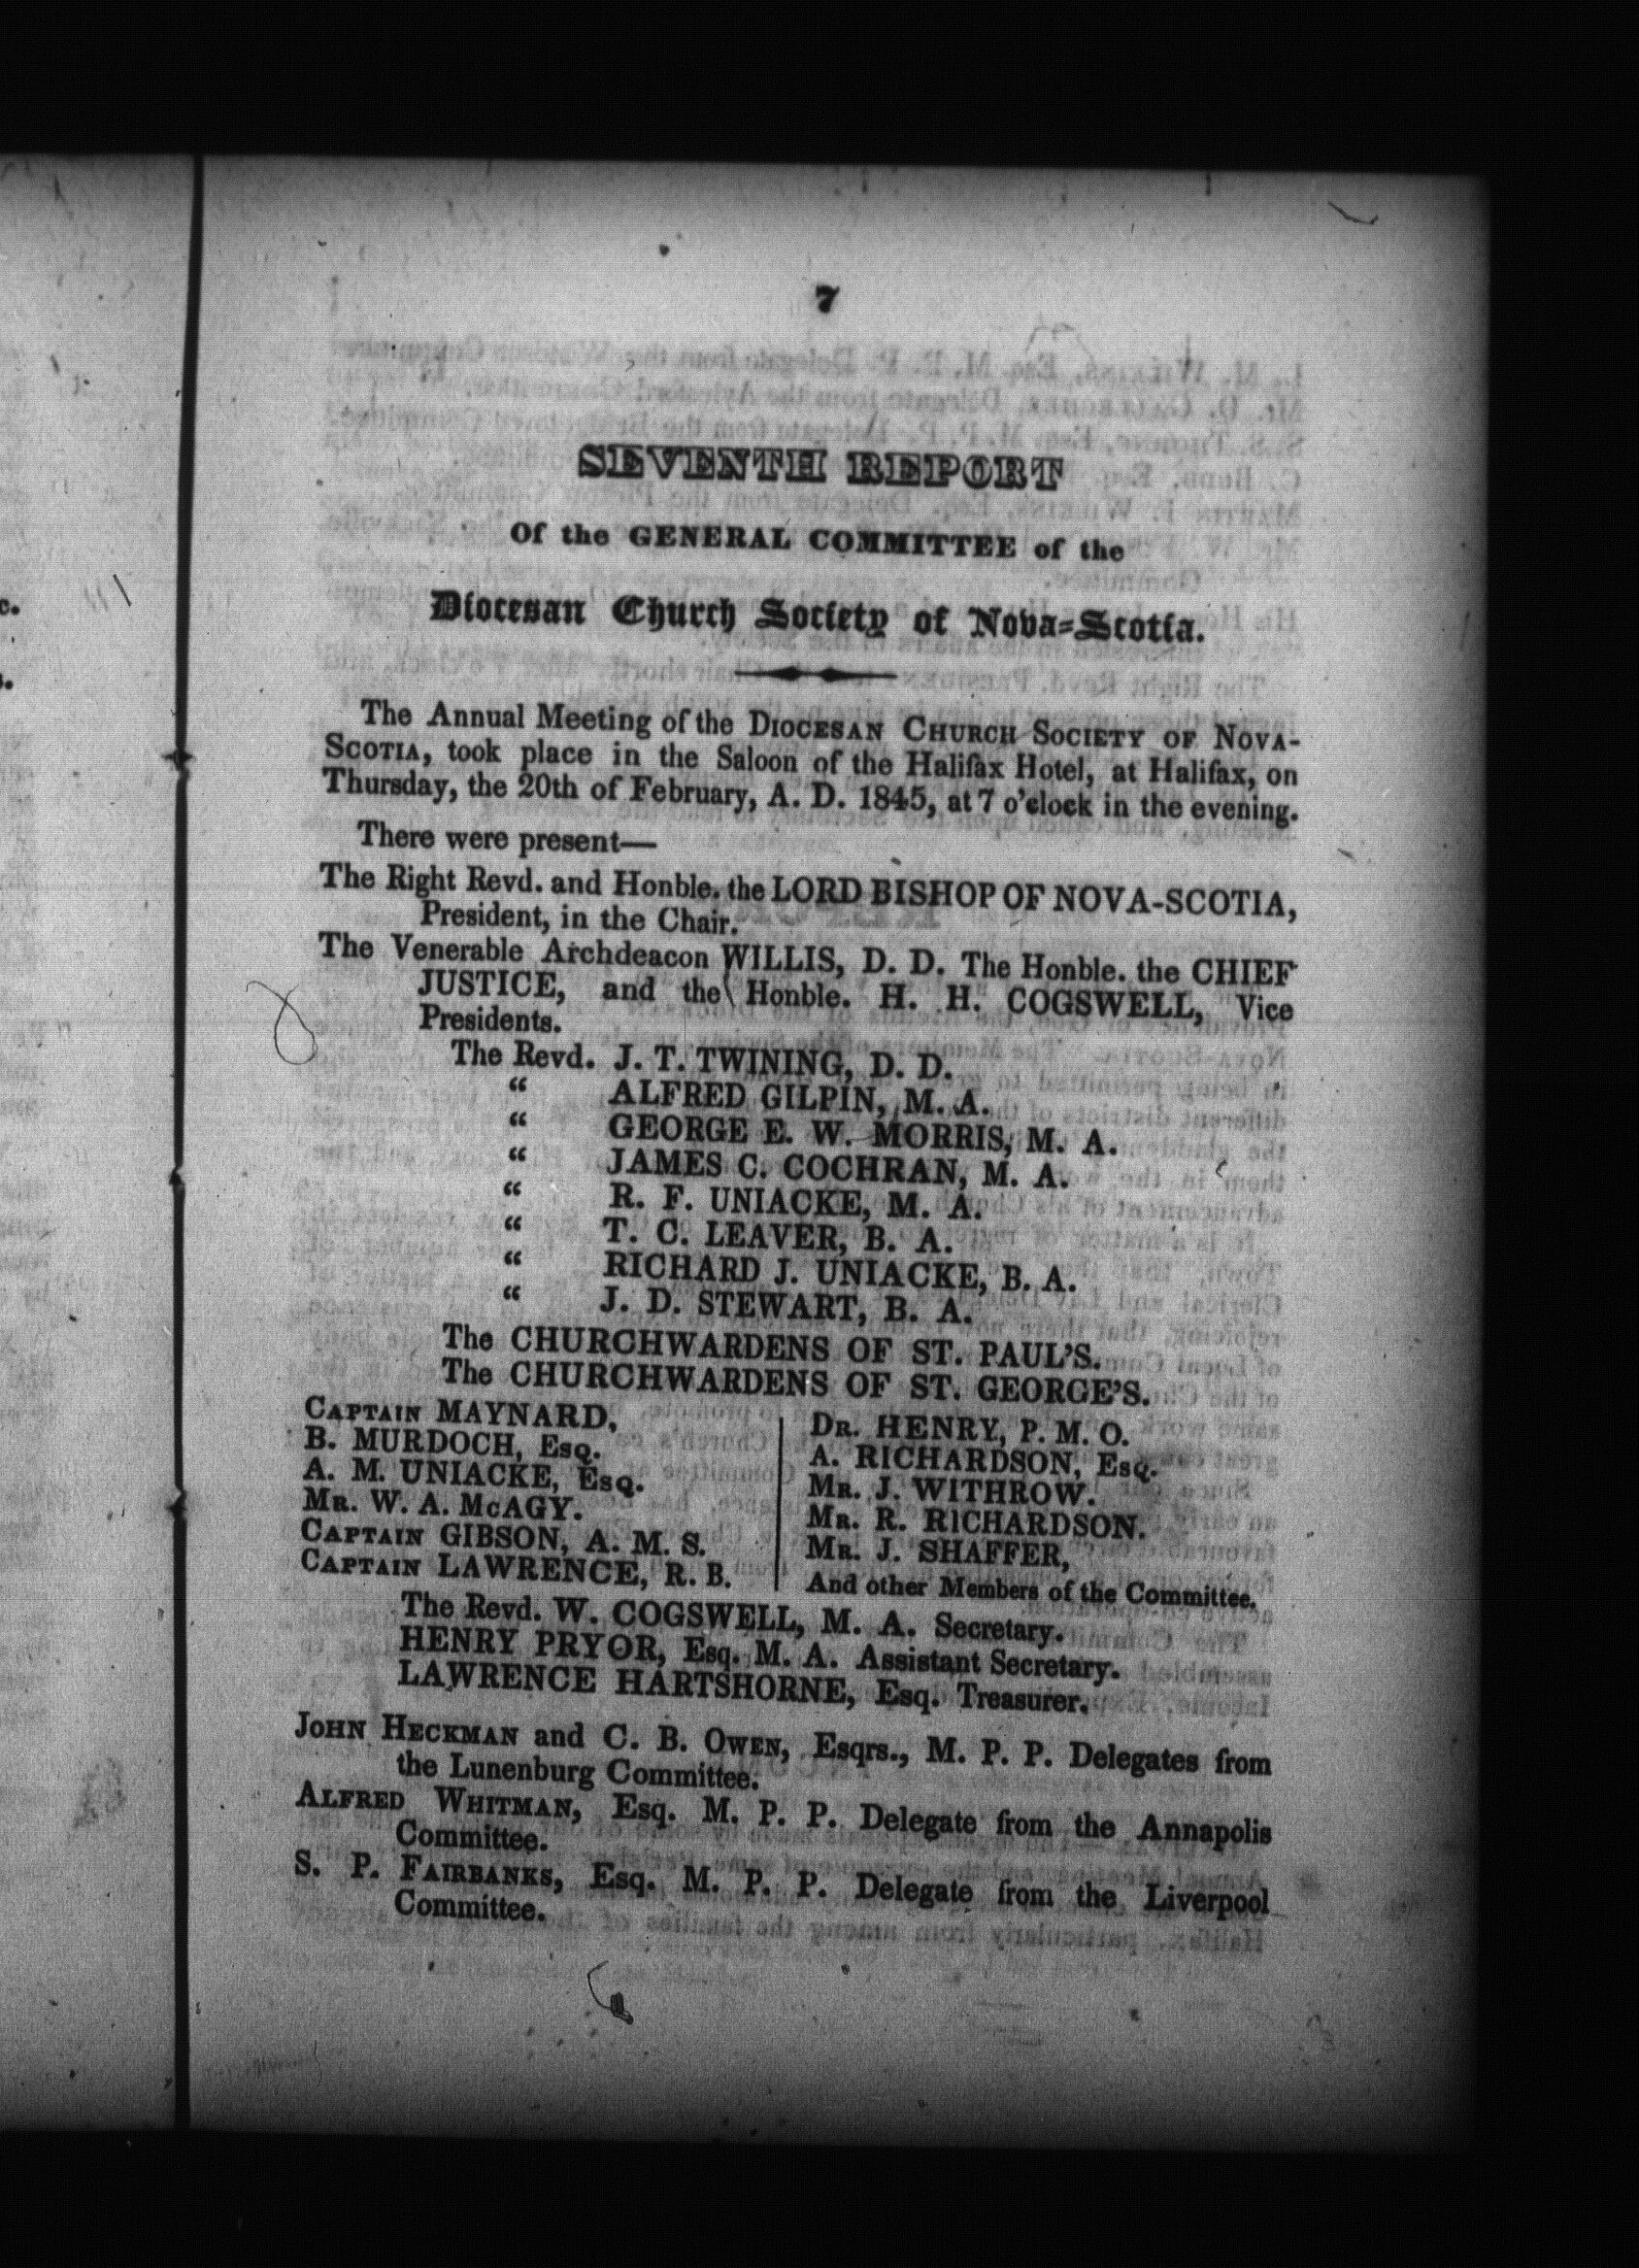 7
SEVENTH REPORT
Of the GENERAL COMMITTEE of the
Diocesan Church Society of Nova-Scotia.
The Annual Meeting of the DIOCESAN CHURCH SOCIETY OF NOVA-
SCOTIA, took place in the Saloon of the Halifax Hotel, at Halifax, on
Thursday, the 20th of February, A. D. 1845, at 7 o'clock in the evening.
There were present—
The Right Revd. and Honble. the LORD BISHOP OF NOVA-SCOTIA,
President, in the Chair.
The Venerable Archdeacon WILLIS, D. D. The Honble. the CHIEF
JUSTICE, and the Honble. H. H. COGSWELL, Vice
Presidents.
The Revd. J. T. TWINING, D. D.
“ ALFRED GILPIN, M. A.
“ GEORGE E. W. MORRIS, M. A.
“ JAMES C. COCHRAN, M. A.
“ R. F. UNIACKE, M. A.
“ T. C. LEAVER, B. A.
“ RICHARD J. UNIACKE, B. A.
“ J. D. STEWART, B. A.
The CHURCHWARDENS OF ST. PAUL'S.
The CHURCHWARDENS OF ST. GEORGE'S.
CAPTAIN MAYNARD,
B. MURDOCH, ESQ.
A. M. UNIACKE, ESQ.
MR. W. A. McAGY.
CAPTAIN GIBSON, A. M. S.
CAPTAIN LAWRENCE, R. B.
DR. HENRY, P. M. O.
A. RICHARDSON, ESQ.
MR. J. WITHROW.
MR. R. RICHARDSON.
MR. J. SHAFFER,
And other Members of the Committee.
The Revd. W. COGSWELL, M. A. Secretary.
HENRY PRYOR, Esq. M. A. Assistant Secretary.
LAWRENCE HARTSHORNE, Esq. Treasurer.
JOHN HECKMAN and C. B. OWEN, Esqrs., M. P. P. Delegates from
the Lunenburg Committee.
ALFRED WHITMAN, Esq. M. P. P. Delegate from the Annapolis
Committee.
S. P. FAIRBANKS, Esq. M. P. P. Delegate from the Liverpool
Committee.